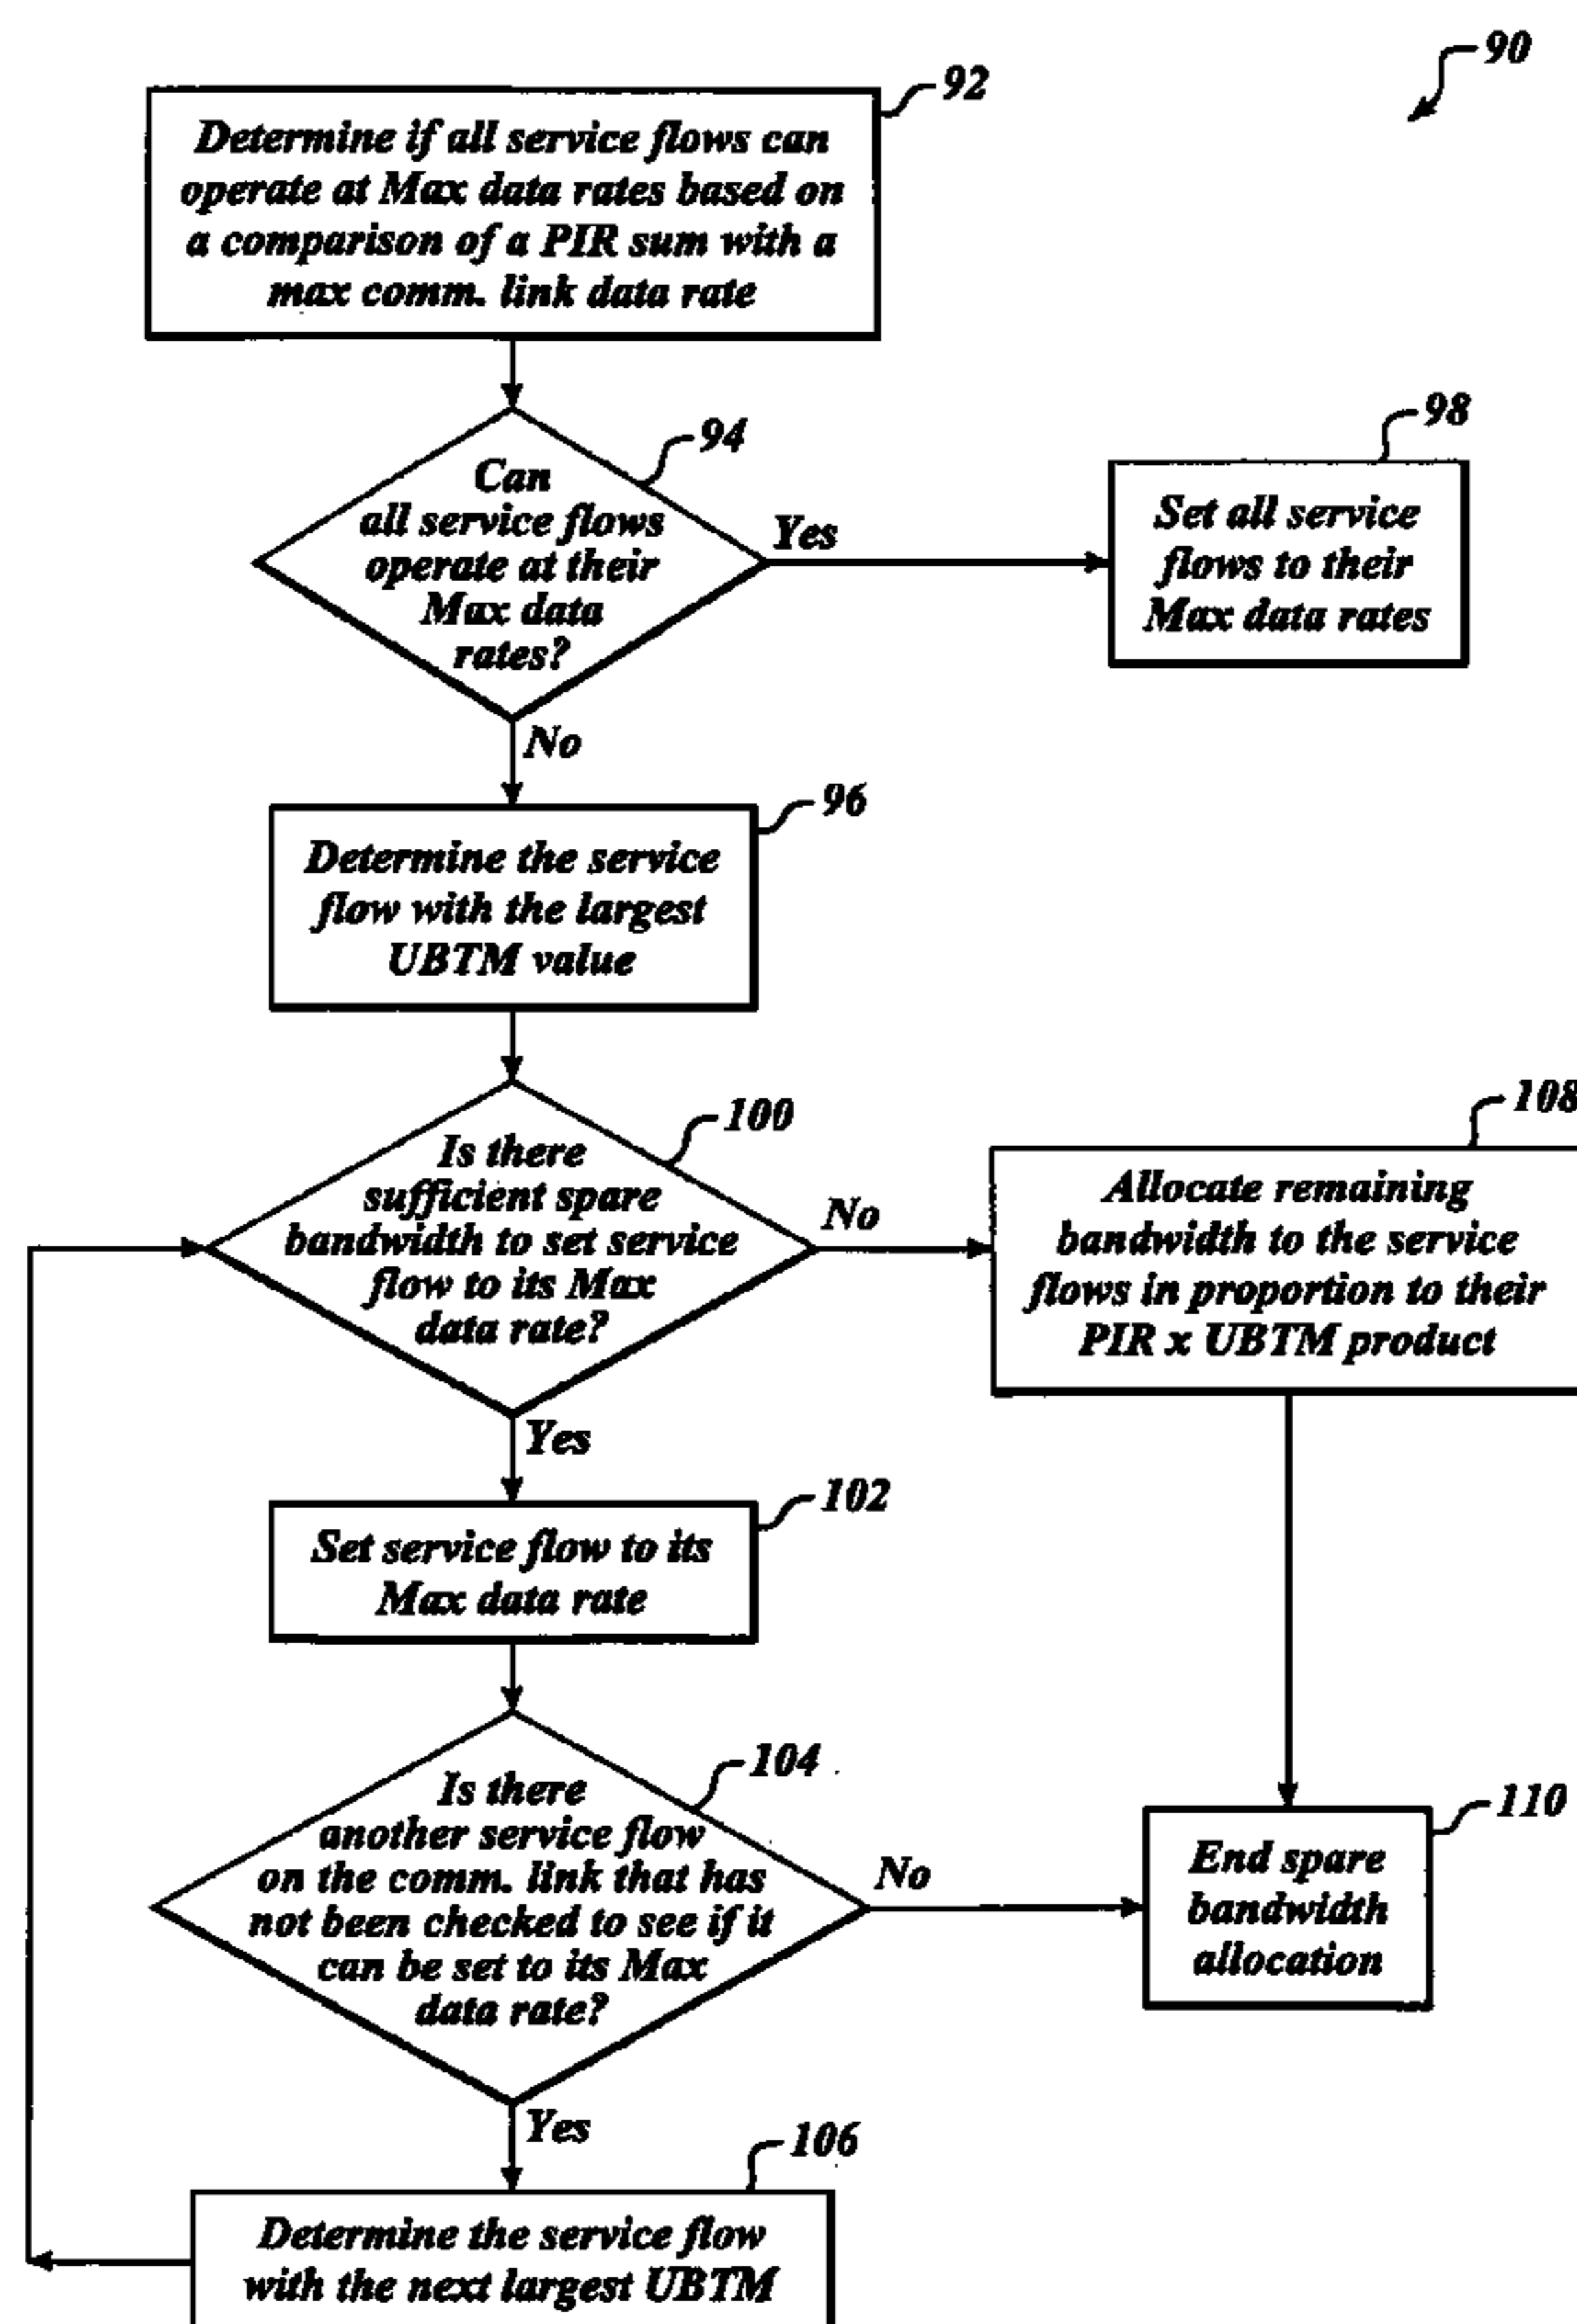 90
92
Determine if all service flows can
operate at Max data rates based on
a comparison of a PIR sum with a
max comm. link data rate
94
Can
all service flows
operate at their
Max data
rates?
Yes
98
Set all service
flows to their
Max data rates
No
96
Determine the service
flow with the largest
UBTM value
100
Is there
sufficient spare
bandwidth to set service
flow to its Max
data rate?
No
108
Allocate remaining
bandwidth to the service
flows in proportion to their
PIR x UBTM product
Yes
102
Set service flow to its
Max data rate
104
Is there
another service flow
on the comm. link that has
not been checked to see if it
can be set to its Max
data rate?
No
110
End spare
bandwidth
allocation
Yes
106
Determine the service flow
with the next largest UBTM